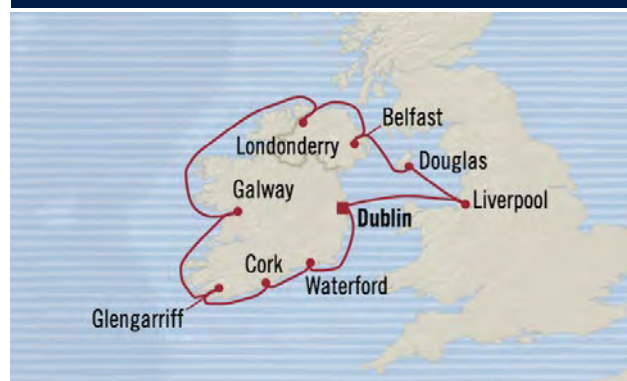 Belfast
Londonderry
Douglas
Galway
Liverpool
Dublin
Cork
Waterford
Glengarriff